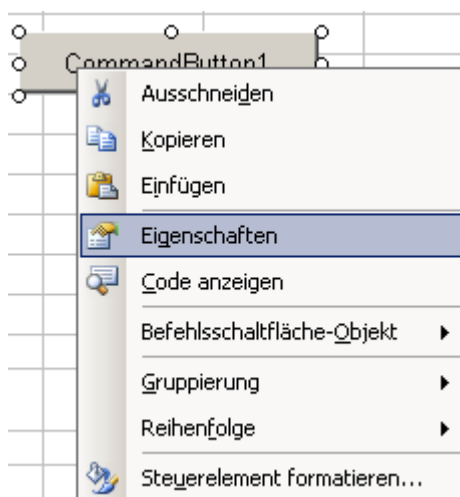 CommandButton1
Ausschneiden
Kopieren
Einfügen
Eigenschaften
Code anzeigen
Befehlsschaltfläche-Objekt
Gruppierung
Reihenfolge
Steuerelement formatieren...